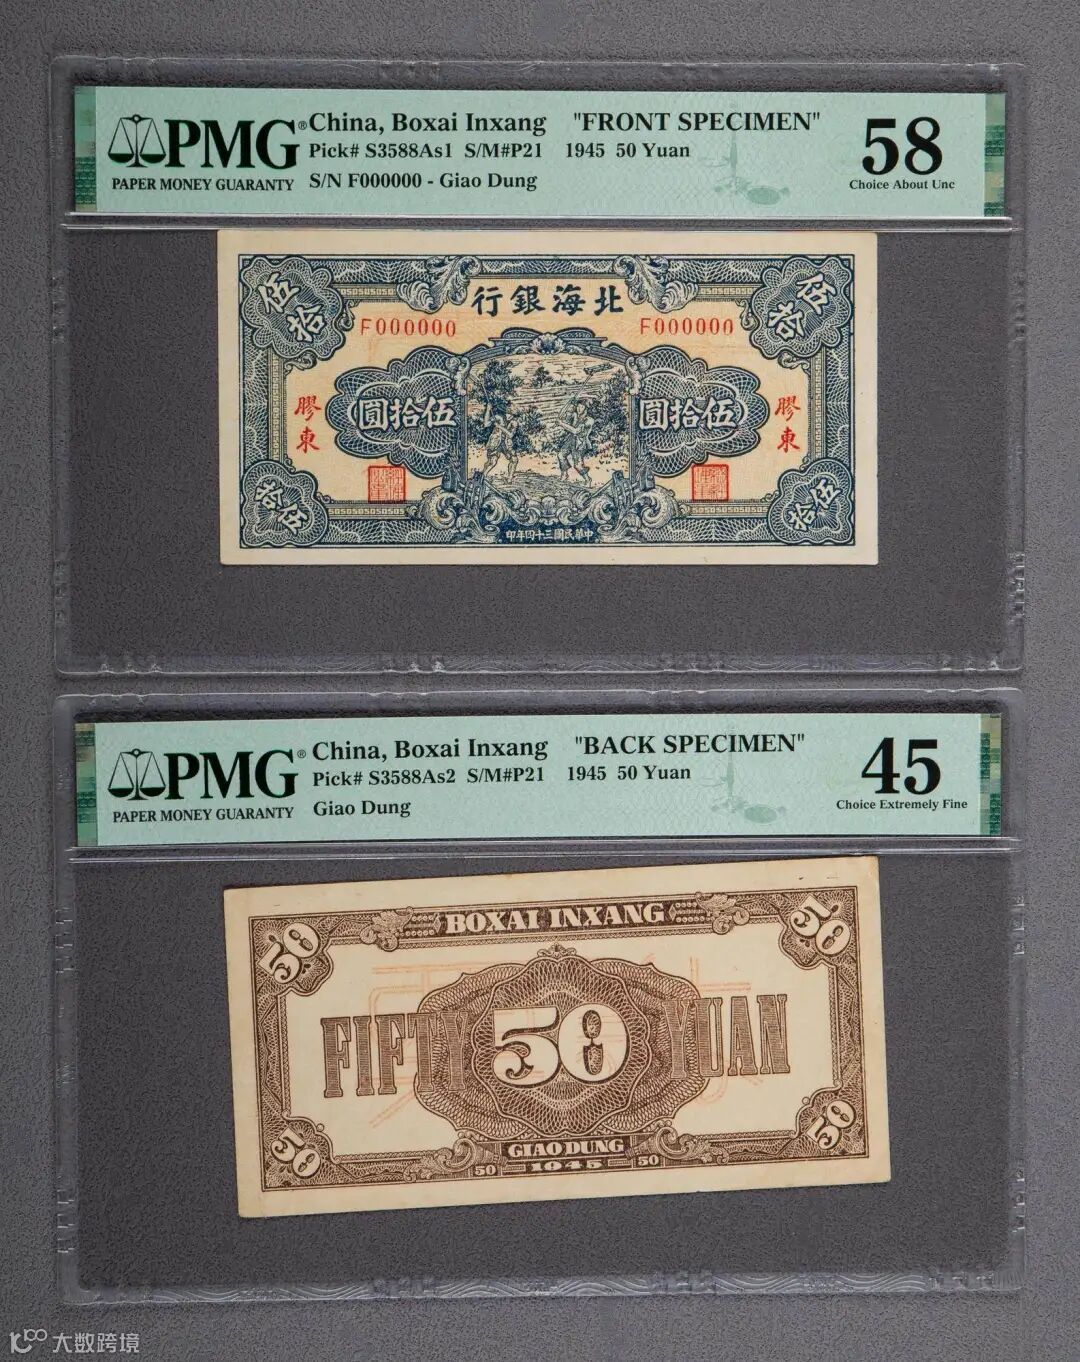 PMG® China, Boxai Inxang "FRONT SPECIMEN" 58
Pick# S3588As1 S/M#P21 1945 50 Yuan
PAPER MONEY GUARANTY S/N F000000 - Giao Dung Choice About Unc
伍拾 行銀海北 伍拾
F000000 F000000
圓拾伍 圓拾伍
膠東 膠東
拾伍 伍拾
印年四十三國民華中
PMG® China, Boxai Inxang "BACK SPECIMEN" 45
Pick# S3588As2 S/M#P21 1945 50 Yuan
PAPER MONEY GUARANTY Giao Dung Choice Extremely Fine
50 BOXAI INXANG 50
FIFTY 50 YUAN
50 GIAO DUNG 50
50 1945 50
大数跨境